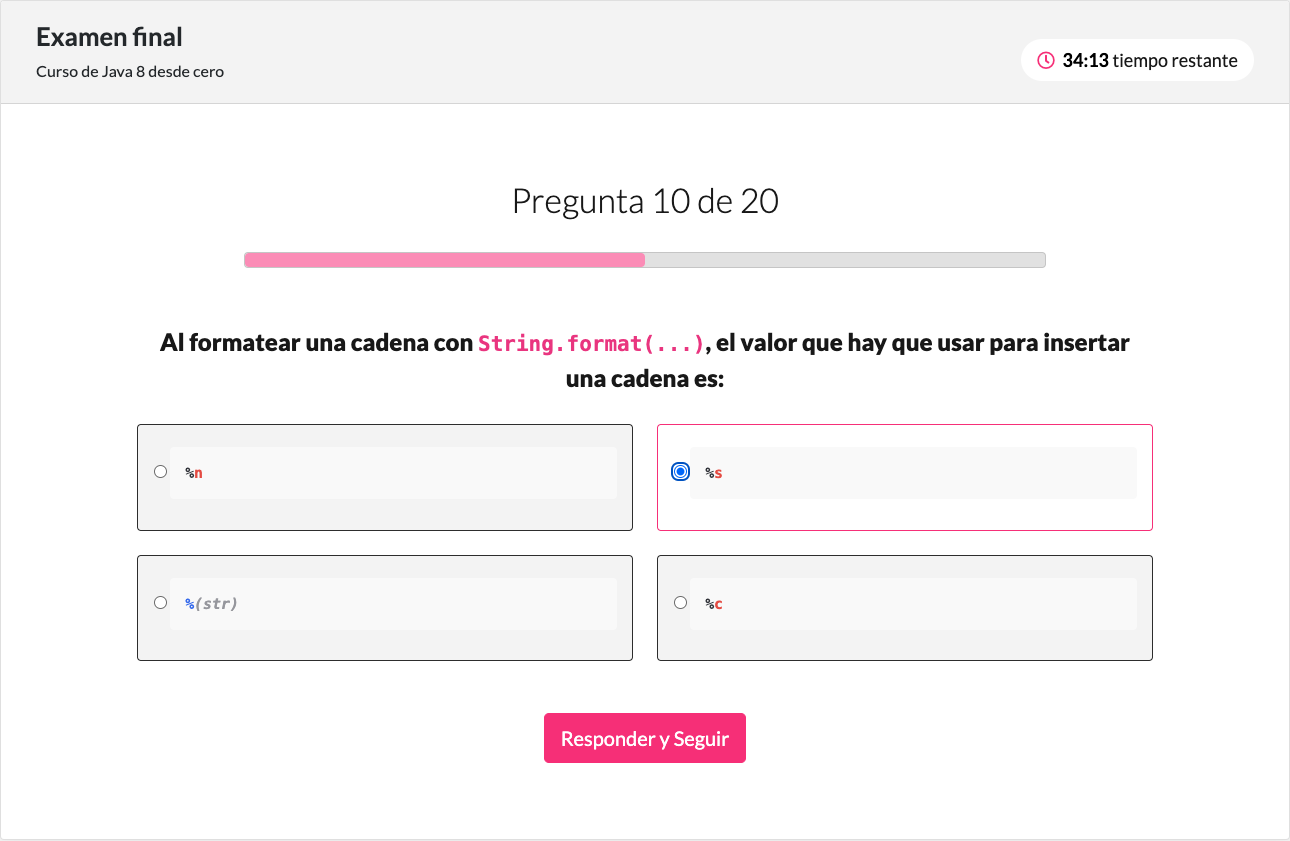 Examen final
Curso de Java 8 desde cero
34:13 tiempo restante
Pregunta 10 de 20
Al formatear una cadena con String.format(...), el valor que hay que usar para insertar
una cadena es:
%n
%s
%(str)
%c
Responder y Seguir